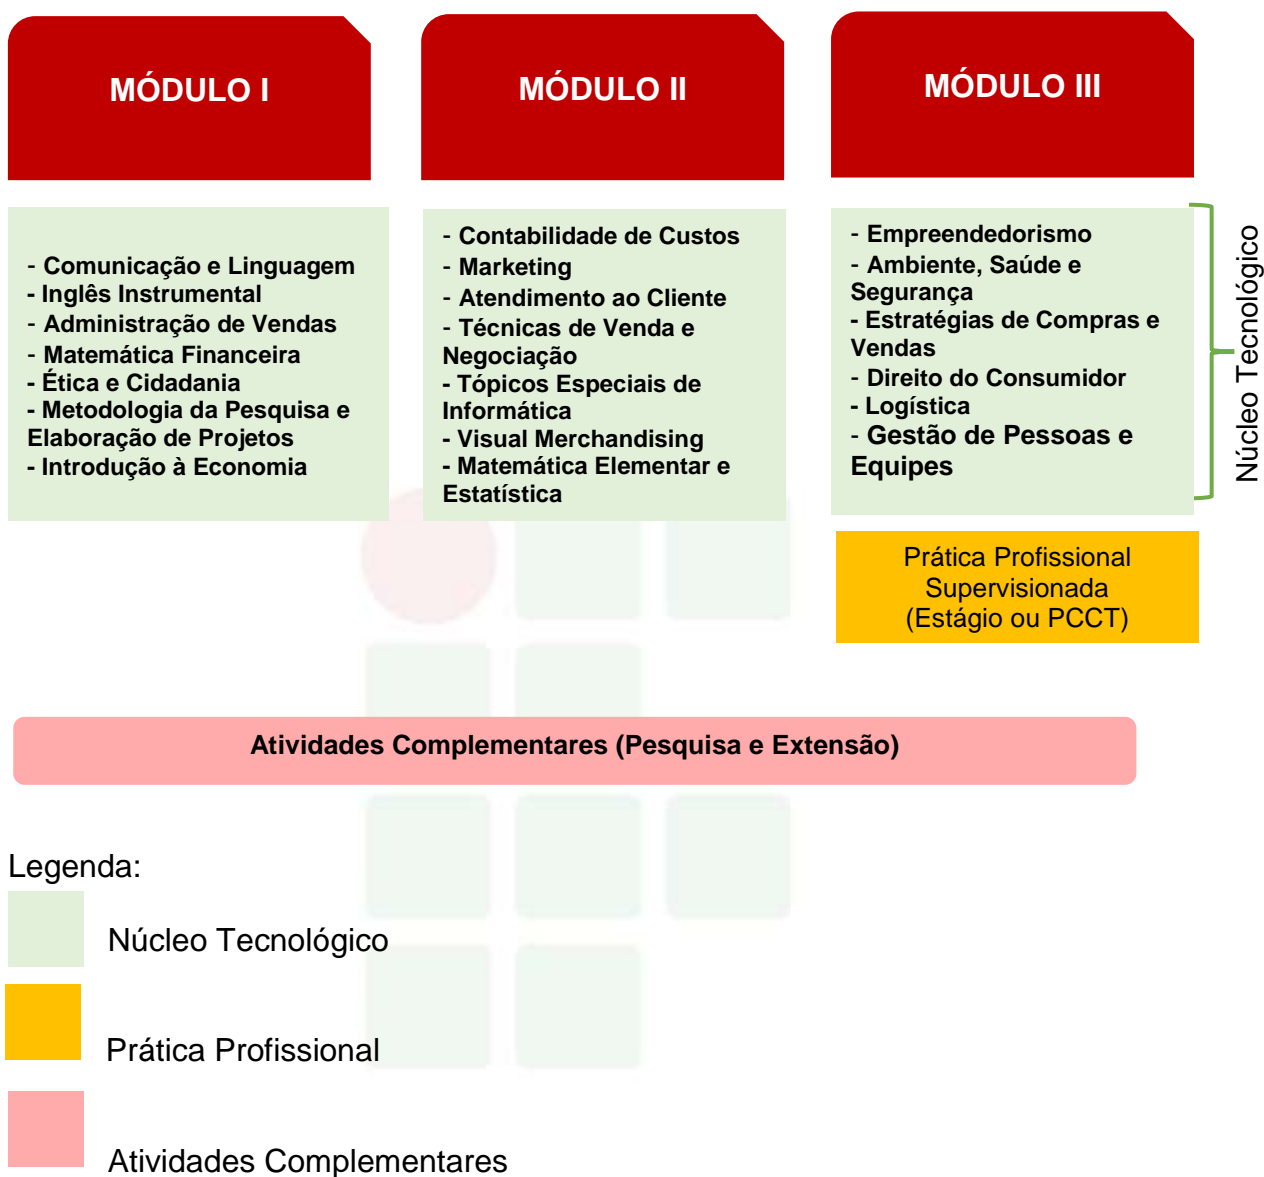 MÓDULO I
MÓDULO II
MÓDULO III
- Comunicação e Linguagem
- Inglês Instrumental
- Administração de Vendas
- Matemática Financeira
- Ética e Cidadania
- Metodologia da Pesquisa e
Elaboração de Projetos
- Introdução à Economia
- Contabilidade de Custos
- Marketing
- Atendimento ao Cliente
- Técnicas de Venda e
Negociação
- Tópicos Especiais de
Informática
- Visual Merchandising
- Matemática Elementar e
Estatística
- Empreendedorismo
- Ambiente, Saúde e
Segurança
- Estratégias de Compras e
Vendas
- Direito do Consumidor
- Logística
- Gestão de Pessoas e
Equipes
Núcleo Tecnológico
Prática Profissional
Supervisionada
(Estágio ou PCCT)
Atividades Complementares (Pesquisa e Extensão)
Legenda:
Núcleo Tecnológico
Prática Profissional
Atividades Complementares